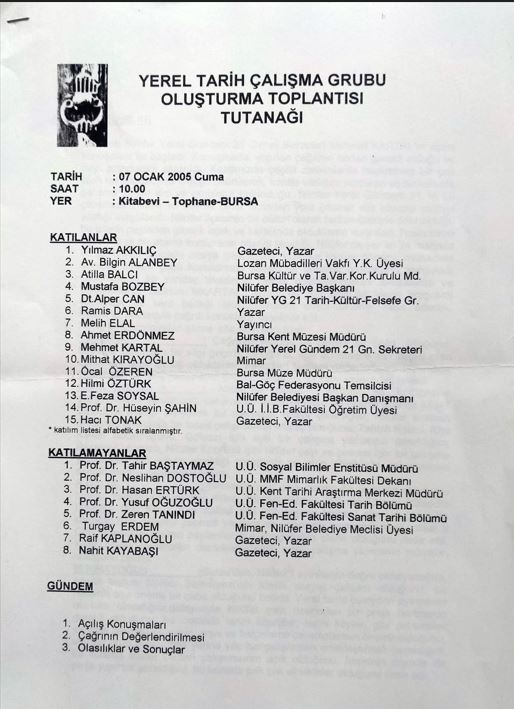 YEREL TARİH ÇALIŞMA GRUBU
OLUŞTURMA TOPLANTISI
TUTANAĞI
TARİH : 07 OCAK 2005 Cuma
SAAT : 10.00
YER : Kitabevi – Tophane-BURSA
KATILANLAR
1. Yılmaz AKKILIÇ Gazeteci, Yazar
2. Av. Bilgin ALANBEY Lozan Mübadilleri Vakfı Y.K. Üyesi
3. Atilla BALCI Bursa Kültür ve Ta.Var.Kor.Kurulu Md.
4. Mustafa BOZBEY Nilüfer Belediye Başkanı
5. Dt.Alper CAN Nilüfer YG 21 Tarih-Kültür-Felsefe Gr.
6. Ramis DARA Yazar
7. Melih ELAL Yayıncı
8. Ahmet ERDÖNMEZ Bursa Kent Müzesi Müdürü
9. Mehmet KARTAL Nilüfer Yerel Gündem 21 Gn. Sekreteri
10. Mithat KIRAYOĞLU Mimar
11. Öcal ÖZEREN Bursa Müze Müdürü
12. Hilmi ÖZTÜRK Bal-Göç Federasyonu Temsilcisi
13. E.Feza SOYSAL Nilüfer Belediyesi Başkan Danışmanı
14. Prof. Dr. Hüseyin ŞAHİN U.Ü. İ.İ.B.Fakültesi Öğretim Üyesi
15. Hacı TONAK Gazeteci, Yazar
* katılım listesi alfabetik sıralanmıştır.
KATILAMAYANLAR
1. Prof. Dr. Tahir BAŞTAYMAZ U.Ü. Sosyal Bilimler Enstitüsü Müdürü
2. Prof. Dr. Neslihan DOSTOĞLU U.Ü. MMF Mimarlık Fakültesi Dekanı
3. Prof. Dr. Hasan ERTÜRK U.Ü. Kent Tarihi Araştırma Merkezi Müdürü
4. Prof. Dr. Yusuf OĞUZOĞLU U.Ü. Fen-Ed. Fakültesi Tarih Bölümü
5. Prof. Dr. Zeren TANINDI U.Ü. Fen-Ed. Fakültesi Sanat Tarihi Bölümü
6. Turgay ERDEM Mimar, Nilüfer Belediye Meclisi Üyesi
7. Raif KAPLANOĞLU Gazeteci, Yazar
8. Nahit KAYABAŞI Gazeteci, Yazar
GÜNDEM
1. Açılış Konuşmaları
2. Çağrının Değerlendirilmesi
3. Olasılıklar ve Sonuçlar